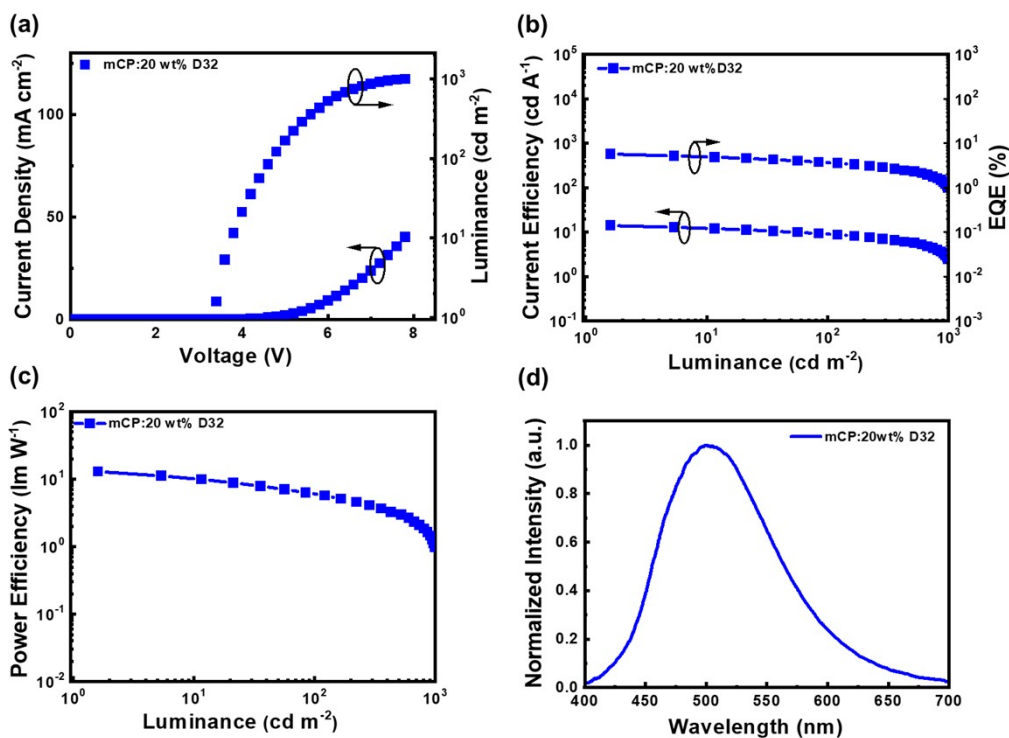 (a)
mCP:20 wt% D32
Current Density (mA cm⁻²)
100
50
0
0
2
4
6
8
Voltage (V)
10³
10²
10¹
10⁰
Luminance (cd m⁻²)
(b)
mCP:20 wt%D32
Current Efficiency (cd A⁻¹)
10⁵
10⁴
10³
10²
10¹
10⁰
10⁻¹
10⁰
10¹
10²
10³
Luminance (cd m⁻²)
10³
10²
10¹
10⁰
10⁻¹
10⁻²
10⁻³
EQE (%)
(c)
mCP:20 wt% D32
Power Efficiency (lm W⁻¹)
10²
10¹
10⁰
10⁻¹
10⁻²
10⁰
10¹
10²
10³
Luminance (cd m⁻²)
(d)
mCP:20wt% D32
Normalized Intensity (a.u.)
1.0
0.8
0.6
0.4
0.2
0.0
400
450
500
550
600
650
700
Wavelength (nm)